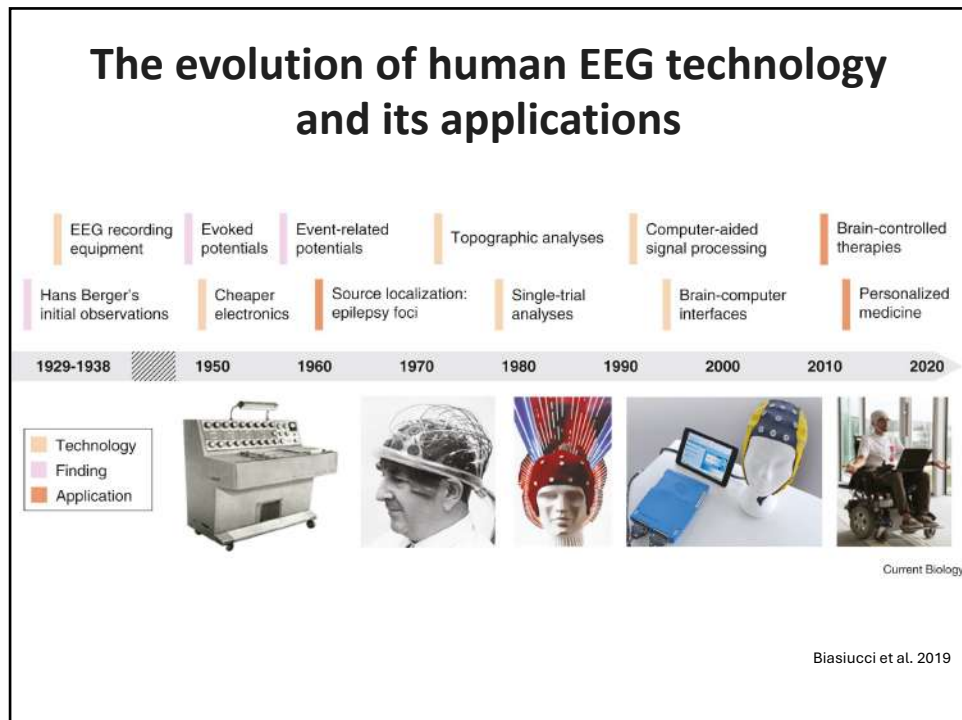 The evolution of human EEG technology
and its applications
EEG recording
equipment
Evoked
potentials
Event-related
potentials
Topographic analyses
Computer-aided
signal processing
Brain-controlled
therapies
Hans Berger's
initial observations
Cheaper
electronics
Source localization:
epilepsy foci
Single-trial
analyses
Brain-computer
interfaces
Personalized
medicine
1929-1938 1950 1960 1970 1980 1990 2000 2010 2020
Technology
Finding
Application
Current Biology
Biasiucci et al. 2019